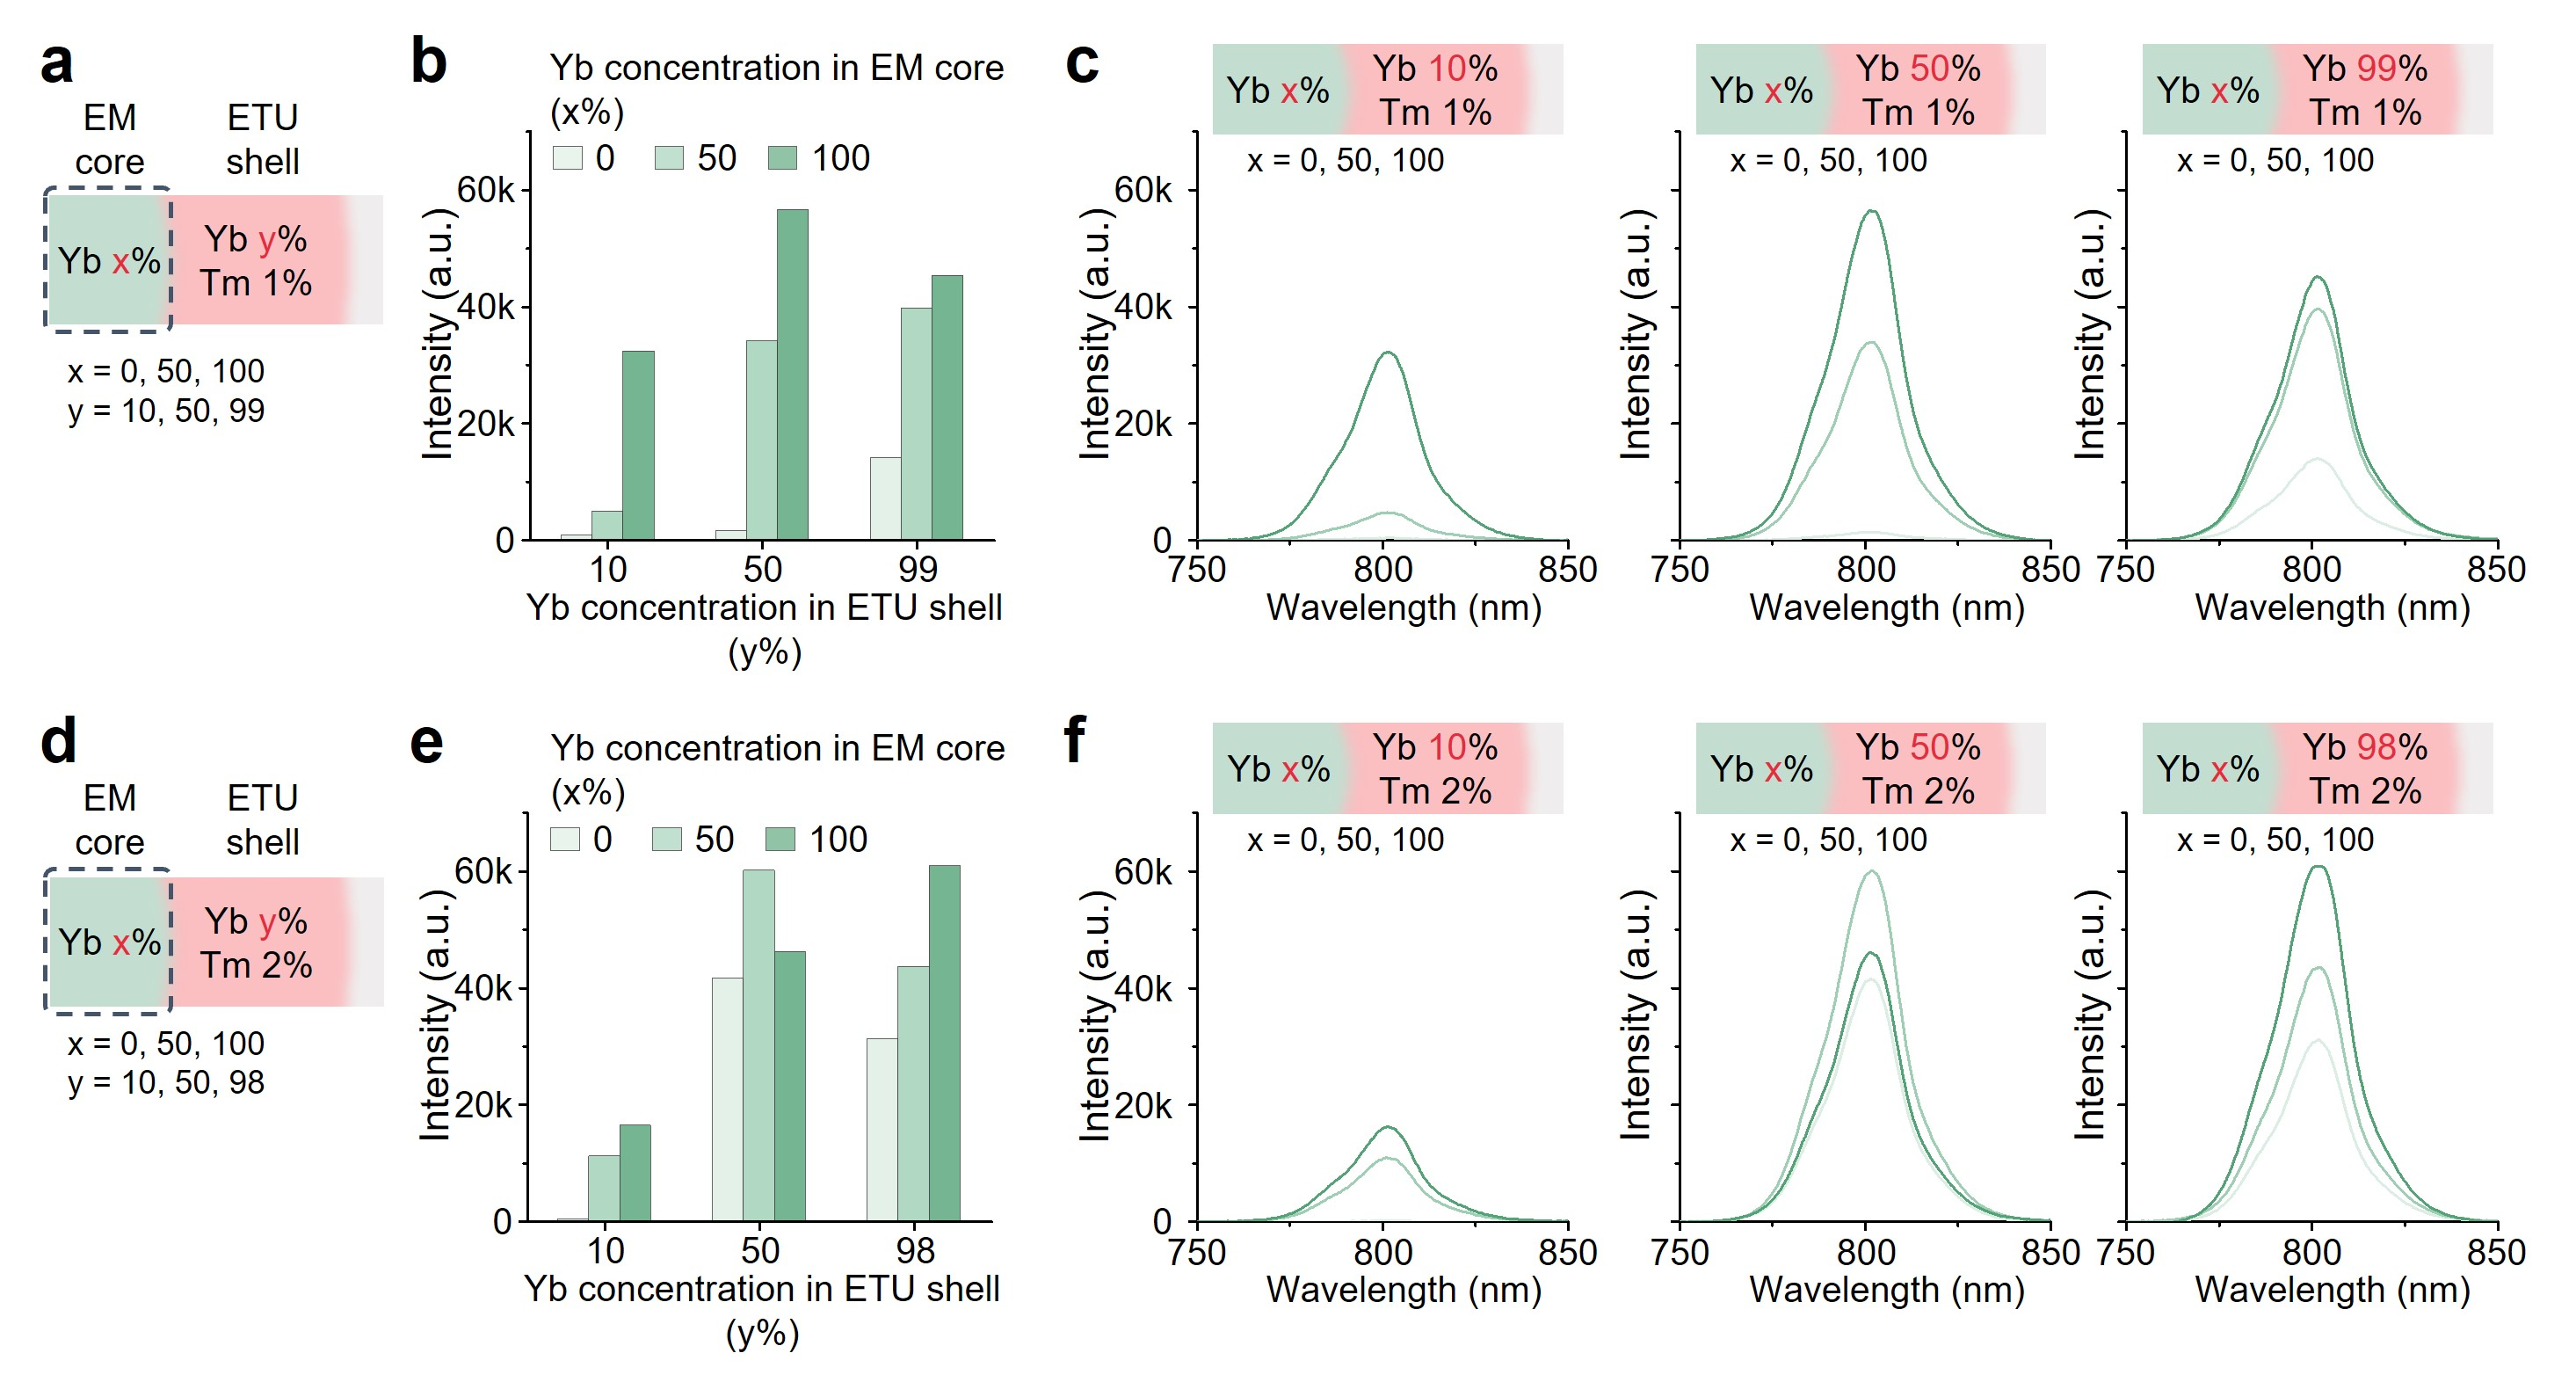 a
EM
core
ETU
shell
Yb x%
Yb y%
Tm 1%
x = 0, 50, 100
y = 10, 50, 99
b
Yb concentration in EM core
(x%)
0
50
100
Intensity (a.u.)
60k
40k
20k
0
10
50
99
Yb concentration in ETU shell
(y%)
c
Yb x%
Yb 10%
Tm 1%
x = 0, 50, 100
Intensity (a.u.)
60k
40k
20k
0
750
800
850
Wavelength (nm)
Yb x%
Yb 50%
Tm 1%
x = 0, 50, 100
Intensity (a.u.)
750
800
850
Wavelength (nm)
Yb x%
Yb 99%
Tm 1%
x = 0, 50, 100
Intensity (a.u.)
750
800
850
Wavelength (nm)
d
EM
core
ETU
shell
Yb x%
Yb y%
Tm 2%
x = 0, 50, 100
y = 10, 50, 98
e
Yb concentration in EM core
(x%)
0
50
100
Intensity (a.u.)
60k
40k
20k
0
10
50
98
Yb concentration in ETU shell
(y%)
f
Yb x%
Yb 10%
Tm 2%
x = 0, 50, 100
Intensity (a.u.)
60k
40k
20k
0
750
800
850
Wavelength (nm)
Yb x%
Yb 50%
Tm 2%
x = 0, 50, 100
Intensity (a.u.)
750
800
850
Wavelength (nm)
Yb x%
Yb 98%
Tm 2%
x = 0, 50, 100
Intensity (a.u.)
750
800
850
Wavelength (nm)